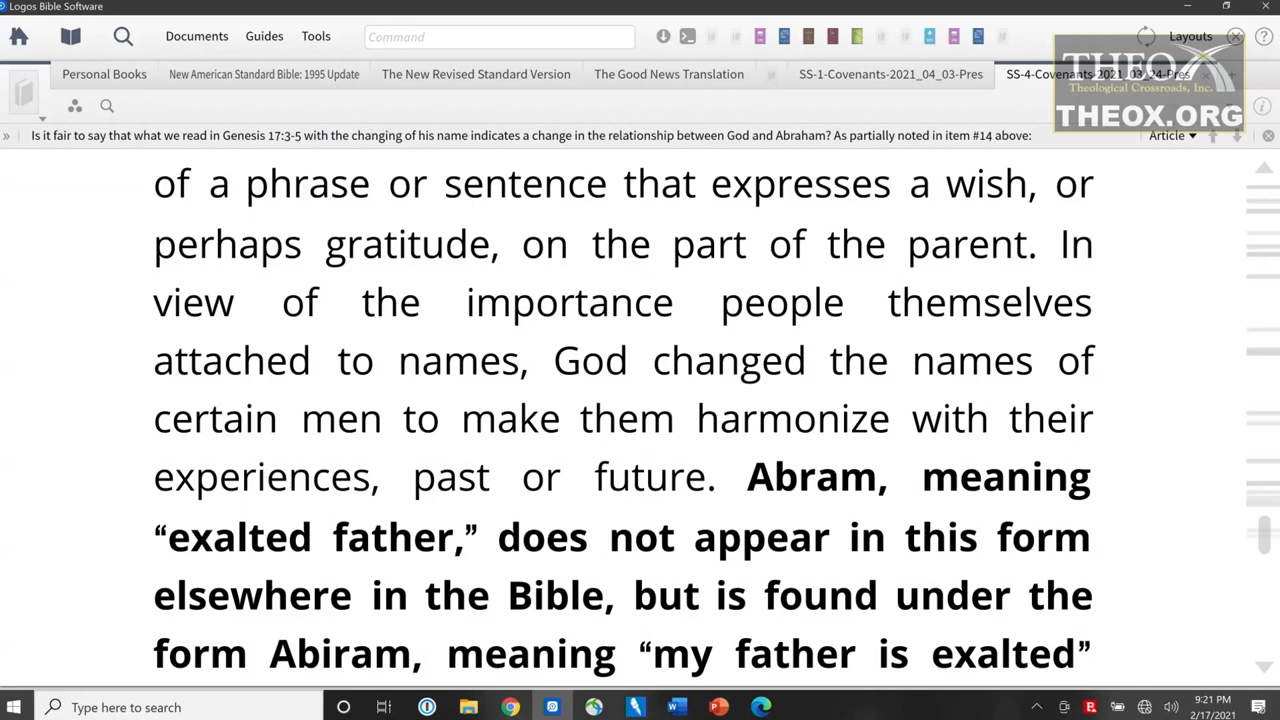 Logos Bible Software
Documents Guides Tools Command Layouts
Personal Books New American Standard Bible: 1995 Update The New Revised Standard Version The Good News Translation SS-1-Covenants-2021_04_03-Pres SS-4-Covenants-2021_03_24-Pres
THEOX
Theological Crossroads, Inc.
THEOX.ORG
Is it fair to say that what we read in Genesis 17:3-5 with the changing of his name indicates a change in the relationship between God and Abraham? As partially noted in item #14 above: Article
of a phrase or sentence that expresses a wish, or
perhaps gratitude, on the part of the parent. In
view of the importance people themselves
attached to names, God changed the names of
certain men to make them harmonize with their
experiences, past or future. Abram, meaning
“exalted father,” does not appear in this form
elsewhere in the Bible, but is found under the
form Abiram, meaning “my father is exalted”
Type here to search
9:21 PM
2/17/2021